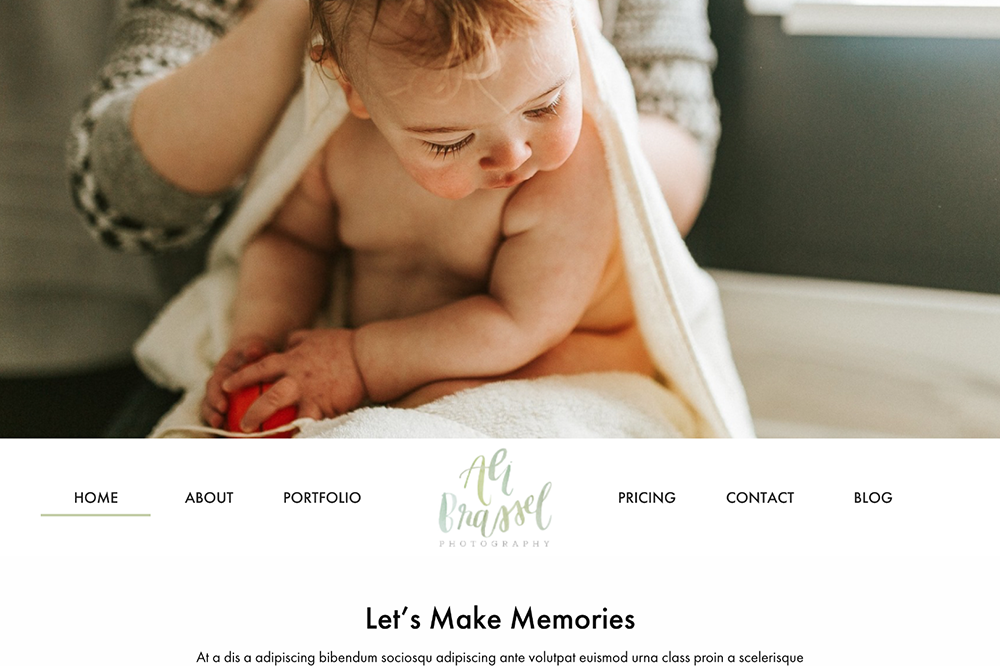 HOME ABOUT PORTFOLIO
Ali
Brassel
PHOTOGRAPHY
PRICING CONTACT BLOG
Let's Make Memories
At a dis a adipiscing bibendum sociosqu adipiscing ante volutpat euismod urna class proin a scelerisque